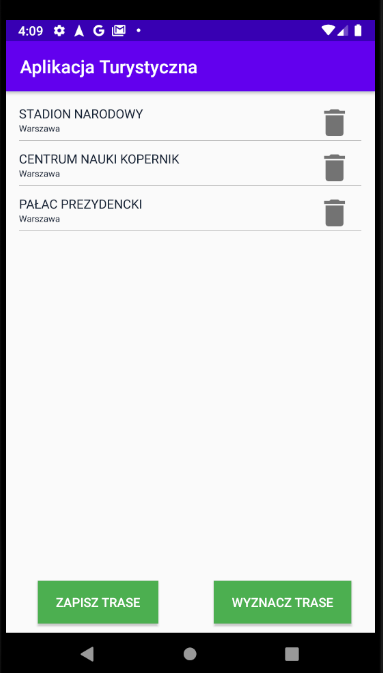 4:09
Aplikacja Turystyczna
STADION NARODOWY
Warszawa
CENTRUM NAUKI KOPERNIK
Warszawa
PAŁAC PREZYDENCKI
Warszawa
ZAPISZ TRASE
WYZNACZ TRASE